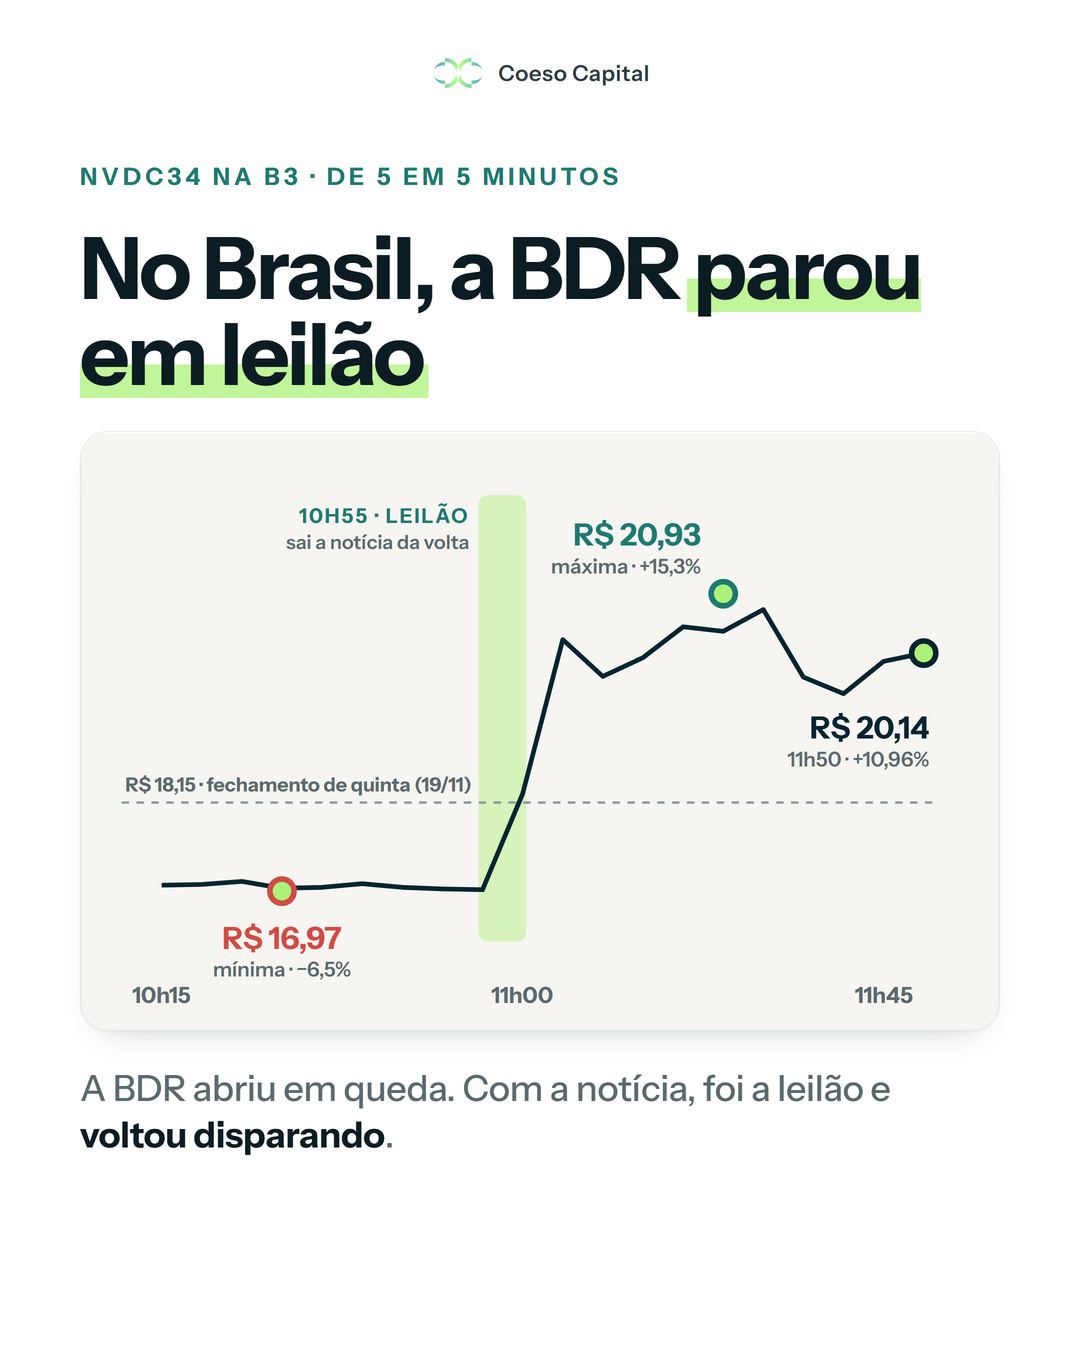 Coeso Capital
NVDC34 NA B3 · DE 5 EM 5 MINUTOS
No Brasil, a BDR parou
em leilão
10H55 · LEILÃO
sai a notícia da volta
R$ 20,93
máxima · +15,3%
R$ 20,14
11h50 · +10,96%
R$ 18,15 · fechamento de quinta (19/11)
R$ 16,97
mínima · −6,5%
10h15
11h00
11h45
A BDR abriu em queda. Com a notícia, foi a leilão e
voltou disparando.